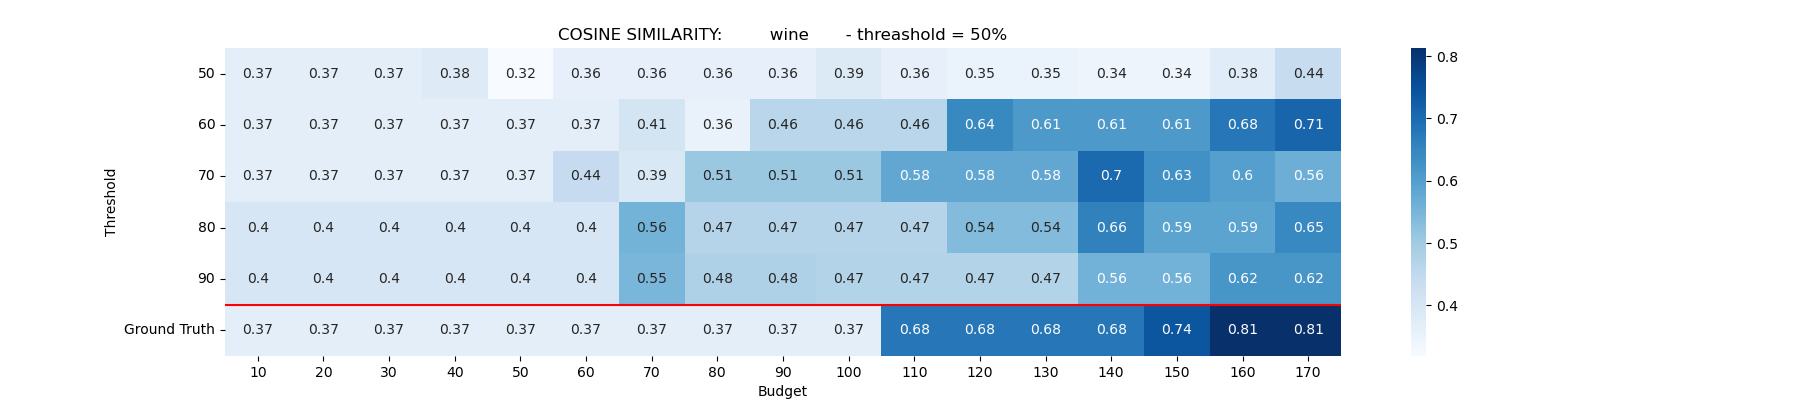 COSINE SIMILARITY: wine - threashold = 50%
50 0.37 0.37 0.37 0.38 0.32 0.36 0.36 0.36 0.36 0.39 0.36 0.35 0.35 0.34 0.34 0.38 0.44
60 0.37 0.37 0.37 0.37 0.37 0.37 0.41 0.36 0.46 0.46 0.46 0.64 0.61 0.61 0.61 0.68 0.71
70 0.37 0.37 0.37 0.37 0.37 0.44 0.39 0.51 0.51 0.51 0.58 0.58 0.58 0.7 0.63 0.6 0.56
80 0.4 0.4 0.4 0.4 0.4 0.4 0.56 0.47 0.47 0.47 0.47 0.54 0.54 0.66 0.59 0.59 0.65
90 0.4 0.4 0.4 0.4 0.4 0.4 0.55 0.48 0.48 0.47 0.47 0.47 0.47 0.56 0.56 0.62 0.62
Ground Truth 0.37 0.37 0.37 0.37 0.37 0.37 0.37 0.37 0.37 0.37 0.68 0.68 0.68 0.68 0.74 0.81 0.81
10 20 30 40 50 60 70 80 90 100 110 120 130 140 150 160 170
Budget
Threshold
0.8
0.7
0.6
0.5
0.4